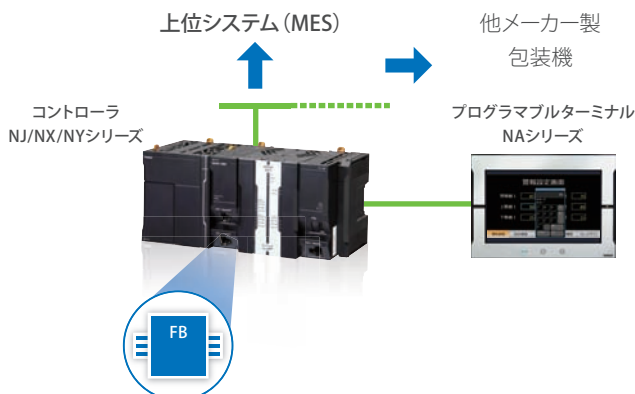 上位システム（MES）
他メーカー製
包装機
コントローラ
NJ/NX/NYシリーズ
プログラマブルターミナル
NAシリーズ
FB